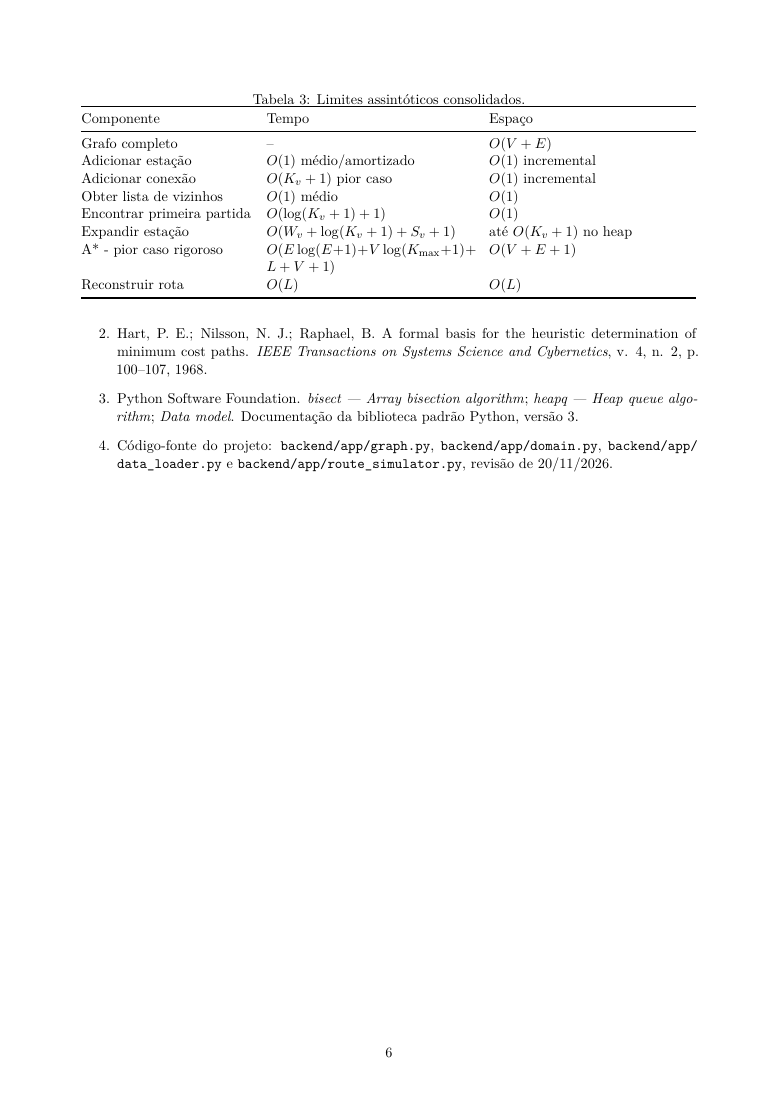 Tabela 3: Limites assintóticos consolidados.
Componente Tempo Espaço
Grafo completo – O(V + E)
Adicionar estação O(1) médio/amortizado O(1) incremental
Adicionar conexão O(K_v + 1) pior caso O(1) incremental
Obter lista de vizinhos O(1) médio O(1)
Encontrar primeira partida O(log(K_v + 1) + 1) O(1)
Expandir estação O(W_v + log(K_v + 1) + S_v + 1) até O(K_v + 1) no heap
A* - pior caso rigoroso O(E log(E+1)+V log(K_max+1)+ O(V + E + 1)
L + V + 1)
Reconstruir rota O(L) O(L)
2. Hart, P. E.; Nilsson, N. J.; Raphael, B. A formal basis for the heuristic determination of
minimum cost paths. IEEE Transactions on Systems Science and Cybernetics, v. 4, n. 2, p.
100–107, 1968.
3. Python Software Foundation. bisect — Array bisection algorithm; heapq — Heap queue algo-
rithm; Data model. Documentação da biblioteca padrão Python, versão 3.
4. Código-fonte do projeto: backend/app/graph.py, backend/app/domain.py, backend/app/
data_loader.py e backend/app/route_simulator.py, revisão de 20/11/2026.
6